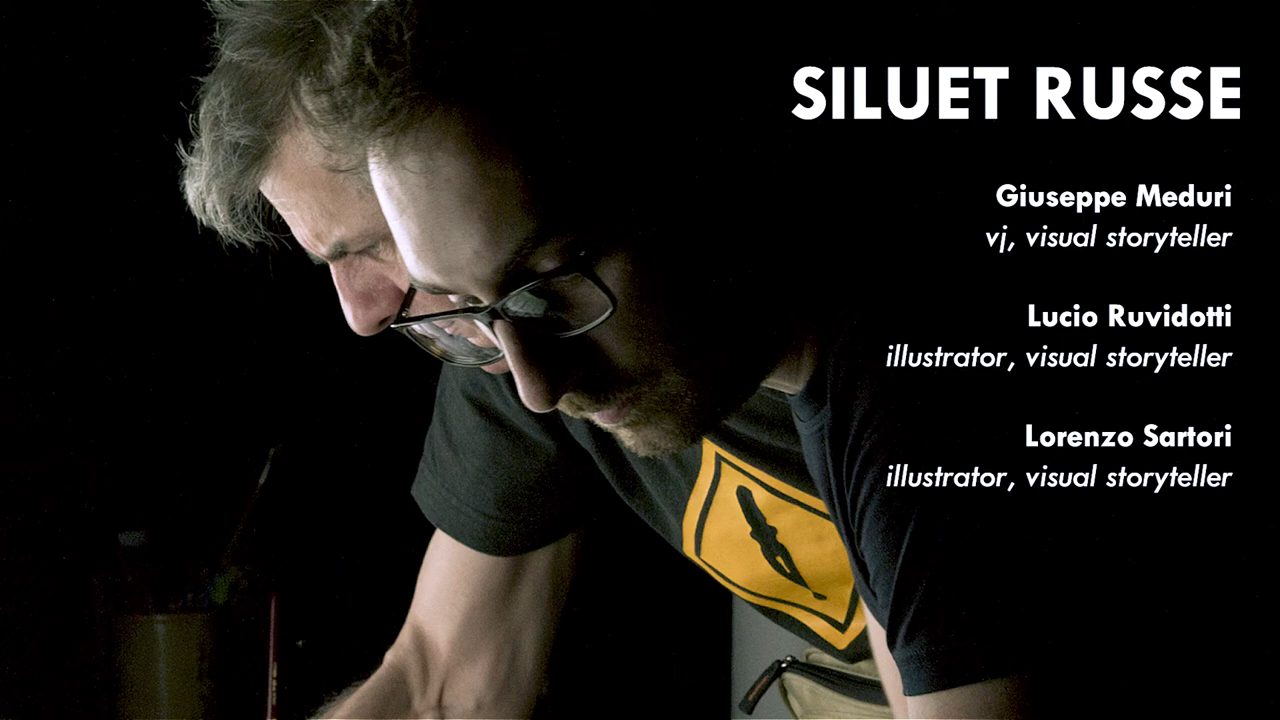 SILUET RUSSE
Giuseppe Meduri
vj, visual storyteller
Lucio Ruvidotti
illustrator, visual storyteller
Lorenzo Sartori
illustrator, visual storyteller